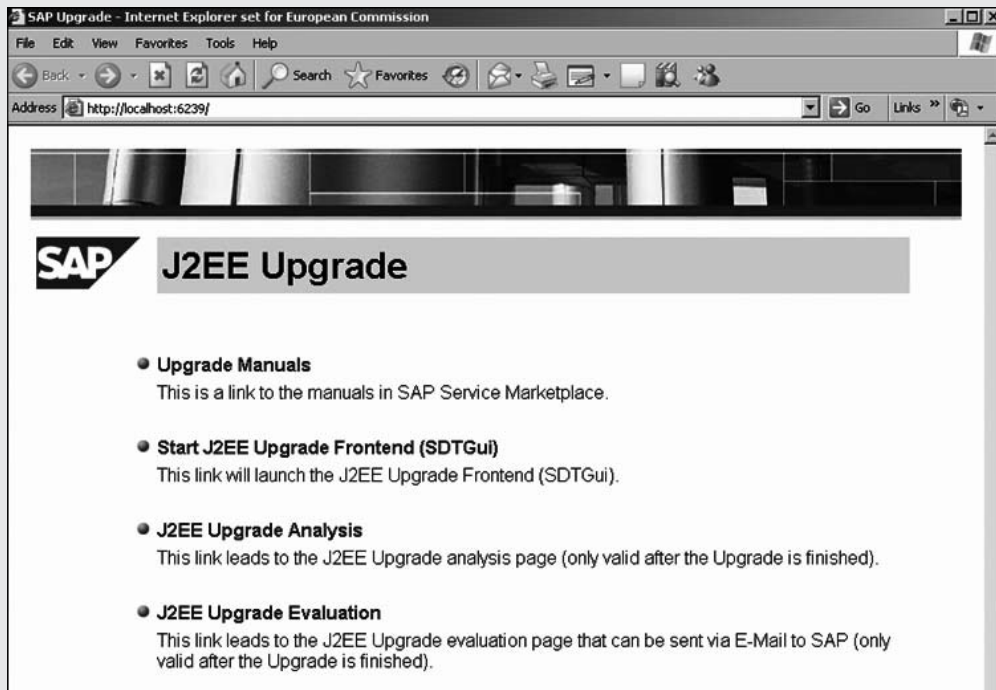 SAP Upgrade - Internet Explorer set for European Commission
File Edit View Favorites Tools Help
Back Search Favorites
Address http://localhost:6239/ Go Links »
SAP J2EE Upgrade
Upgrade Manuals
This is a link to the manuals in SAP Service Marketplace.
Start J2EE Upgrade Frontend (SDTGui)
This link will launch the J2EE Upgrade Frontend (SDTGui).
J2EE Upgrade Analysis
This link leads to the J2EE Upgrade analysis page (only valid after the Upgrade is finished).
J2EE Upgrade Evaluation
This link leads to the J2EE Upgrade evaluation page that can be sent via E-Mail to SAP (only
valid after the Upgrade is finished).